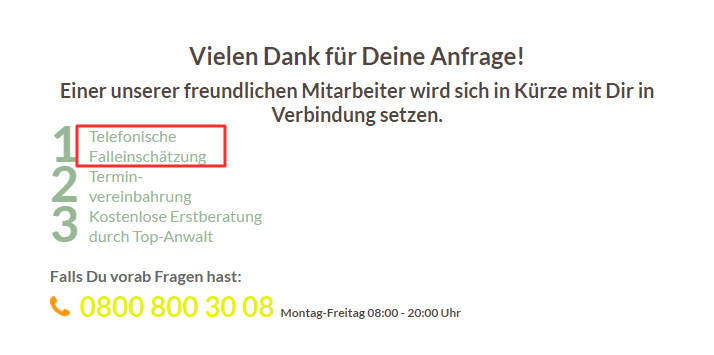 Vielen Dank für Deine Anfrage!
Einer unserer freundlichen Mitarbeiter wird sich in Kürze mit Dir in
Verbindung setzen.
1 Telefonische
Falleinschätzung
2 Termin-
vereinbahrung
3 Kostenlose Erstberatung
durch Top-Anwalt
Falls Du vorab Fragen hast:
0800 800 30 08 Montag-Freitag 08:00 - 20:00 Uhr